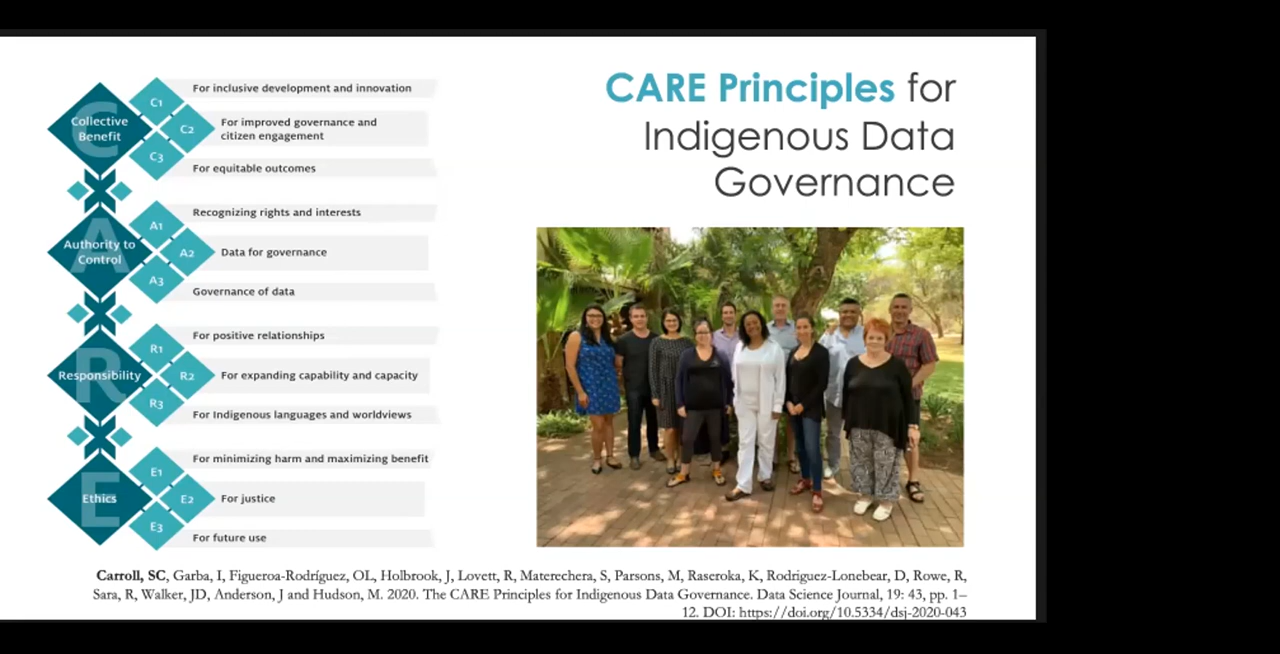 CARE Principles for
Indigenous Data
Governance
C
Collective
Benefit
C1
For inclusive development and innovation
C2
For improved governance and
citizen engagement
C3
For equitable outcomes
A
Authority to
Control
A1
Recognizing rights and interests
A2
Data for governance
A3
Governance of data
R
Responsibility
R1
For positive relationships
R2
For expanding capability and capacity
R3
For Indigenous languages and worldviews
E
Ethics
E1
For minimizing harm and maximizing benefit
E2
For justice
E3
For future use
Carroll, SC, Garba, I, Figueroa-Rodríguez, OL, Holbrook, J, Lovett, R, Materechera, S, Parsons, M, Raseroka, K, Rodriguez-Lonebear, D, Rowe, R,
Sara, R, Walker, JD, Anderson, J and Hudson, M. 2020. The CARE Principles for Indigenous Data Governance. Data Science Journal, 19: 43, pp. 1–
12. DOI: https://doi.org/10.5334/dsj-2020-043